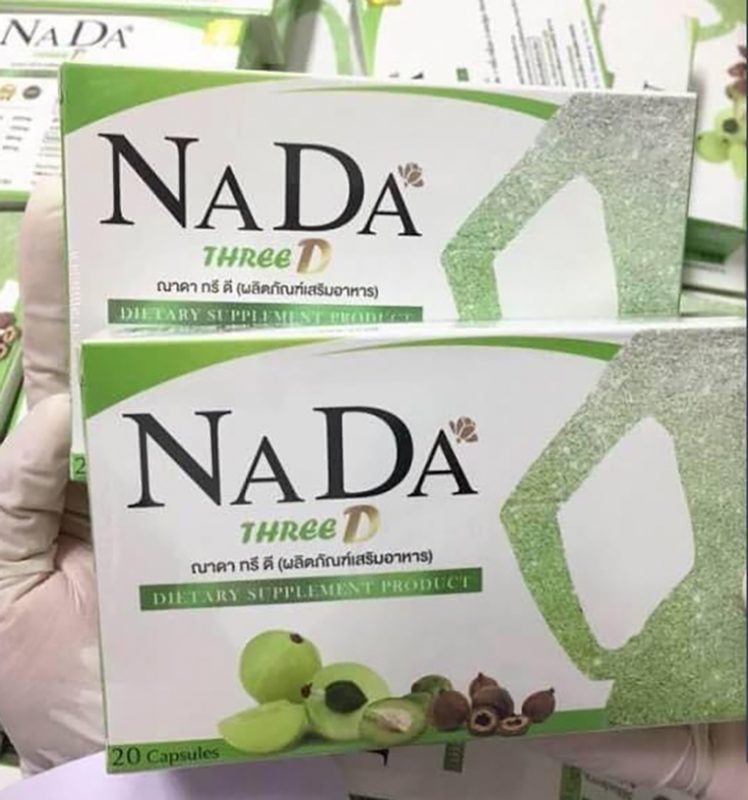 NADA
NADA
THREE D
ณาดา ทรี ดี (ผลิตภัณฑ์เสริมอาหาร)
DIETARY SUPPLEMENT PRODUCT
2
NADA
THREE D
ณาดา ทรี ดี (ผลิตภัณฑ์เสริมอาหาร)
DIETARY SUPPLEMENT PRODUCT
20 Capsules